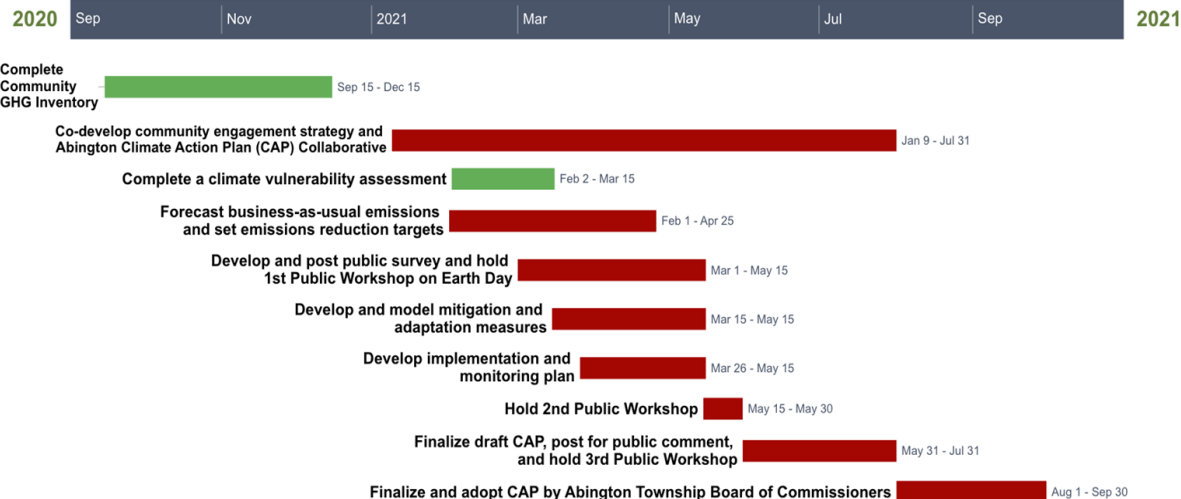 2020 Sep Nov 2021 Mar May Jul Sep 2021
Complete
Community
GHG Inventory
Sep 15 - Dec 15
Co-develop community engagement strategy and
Abington Climate Action Plan (CAP) Collaborative
Jan 9 - Jul 31
Complete a climate vulnerability assessment
Feb 2 - Mar 15
Forecast business-as-usual emissions
and set emissions reduction targets
Feb 1 - Apr 25
Develop and post public survey and hold
1st Public Workshop on Earth Day
Mar 1 - May 15
Develop and model mitigation and
adaptation measures
Mar 15 - May 15
Develop implementation and
monitoring plan
Mar 26 - May 15
Hold 2nd Public Workshop
May 15 - May 30
Finalize draft CAP, post for public comment,
and hold 3rd Public Workshop
May 31 - Jul 31
Finalize and adopt CAP by Abington Township Board of Commissioners
Aug 1 - Sep 30